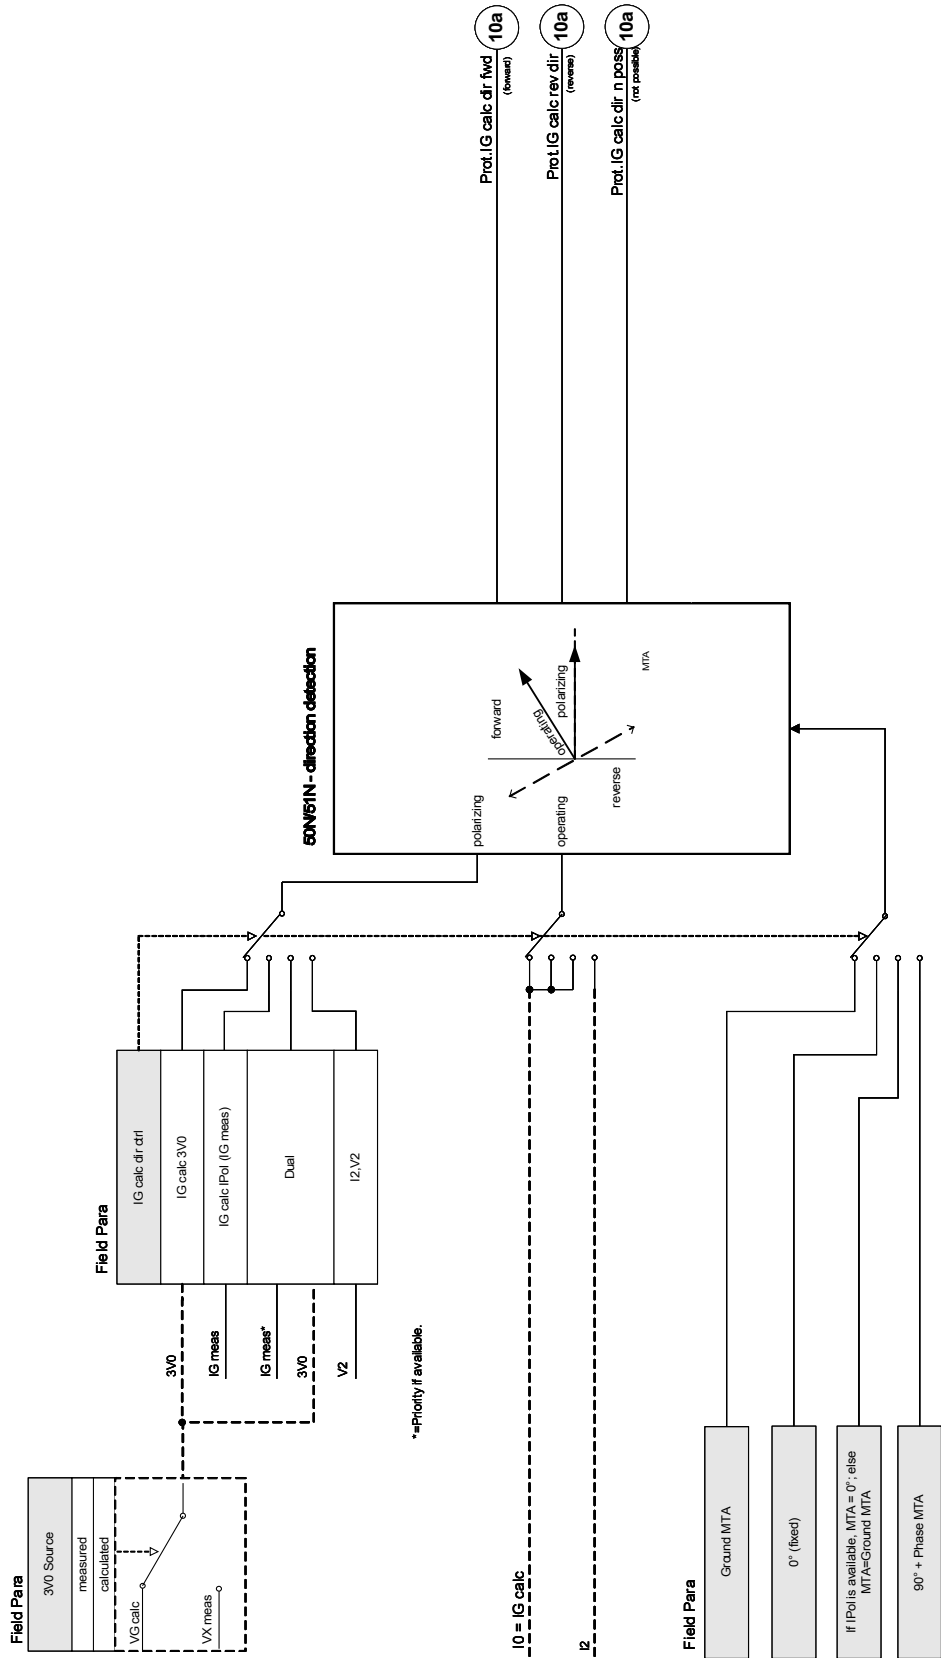 Field Para
3V0 Source
measured
calculated
VG calc
VX meas
Field Para
IG calc dir ctrl
IG calc 3V0
IG calc IPol (IG meas)
Dual
I2,V2
3V0
IG meas
IG meas*
3V0
V2
*=Priority if available.
I0 = IG calc
I2
Field Para
Ground MTA
0° (fixed)
If IPol is available, MTA = 0°; else
MTA=Ground MTA
90° + Phase MTA
50N/51N - direction detection
polarizing
operating
forward
reverse
operating
polarizing
MTA
Prot.IG calc dir fwd
(forward)
10a
Prot.IG calc rev dir
(reverse)
10a
Prot.IG calc dir n poss
(not possible)
10a